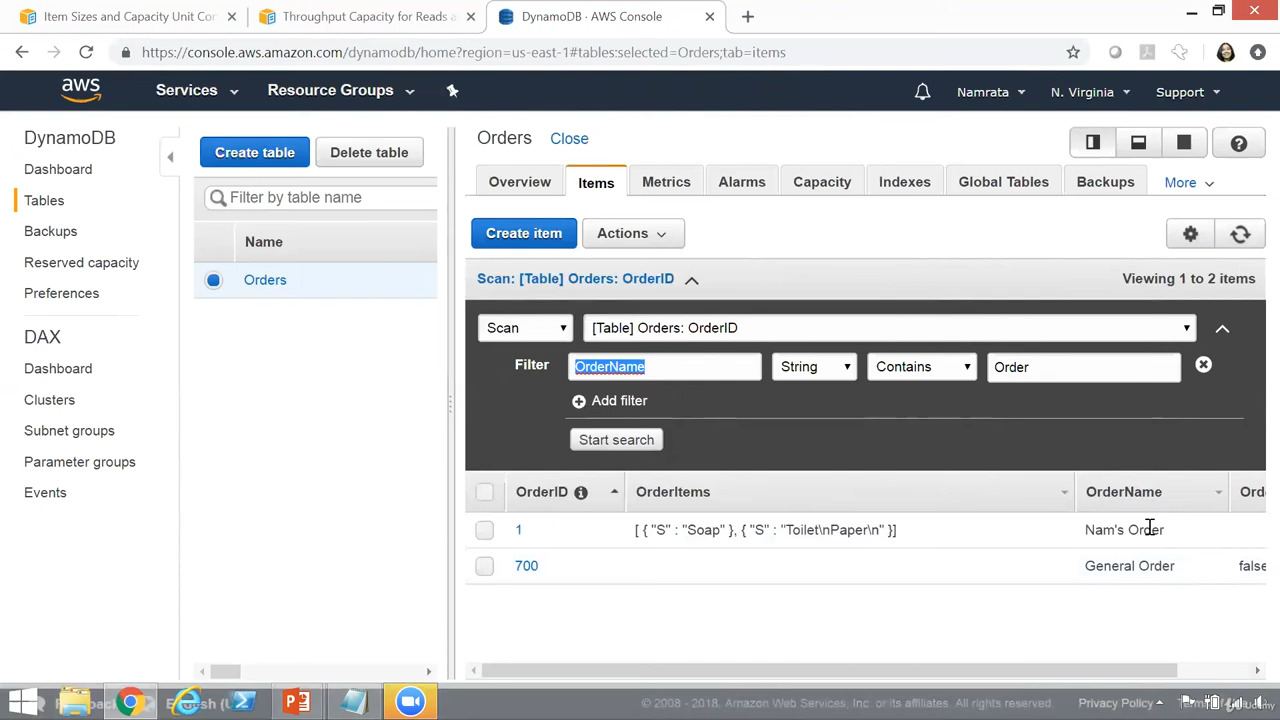 Item Sizes and Capacity Unit Cor
Throughput Capacity for Reads a
DynamoDB · AWS Console
https://console.aws.amazon.com/dynamodb/home?region=us-east-1#tables:selected=Orders;tab=items
aws
Services
Resource Groups
Namrata
N. Virginia
Support
DynamoDB
Dashboard
Tables
Backups
Reserved capacity
Preferences
DAX
Dashboard
Clusters
Subnet groups
Parameter groups
Events
Create table
Delete table
Filter by table name
Name
Orders
Orders
Close
Overview
Items
Metrics
Alarms
Capacity
Indexes
Global Tables
Backups
More
Create item
Actions
Scan: [Table] Orders: OrderID
Viewing 1 to 2 items
Scan
[Table] Orders: OrderID
Filter
OrderName
String
Contains
Order
Add filter
Start search
OrderID
OrderItems
OrderName
Ord
1
[ { "S" : "Soap" }, { "S" : "Toilet\nPaper\n" }]
Nam's Order
700
General Order
false
© 2008 - 2018, Amazon Web Services, Inc. or its affiliates. All rights reserved.
Privacy Policy